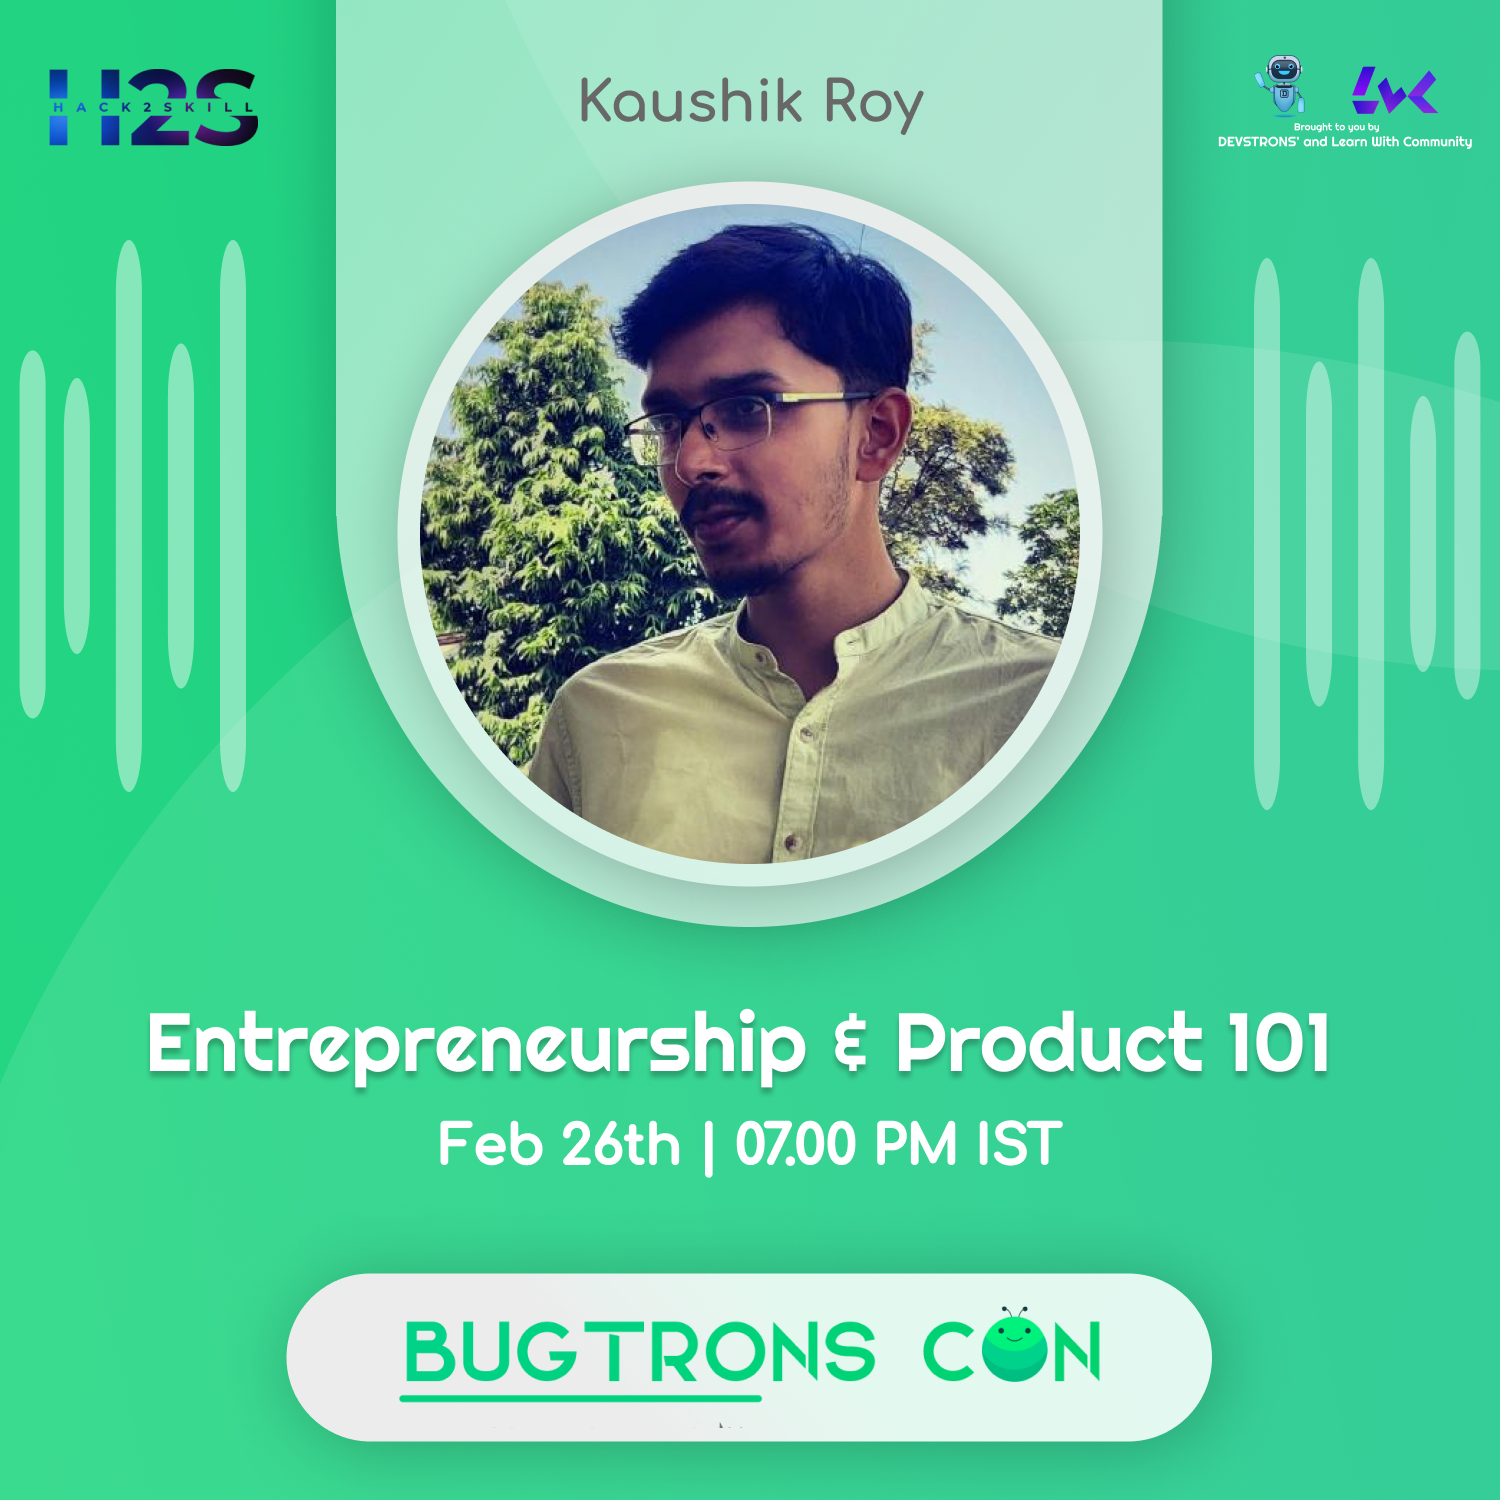 H2S
HACK2SKILL
Kaushik Roy
Brought to you by
DEVSTRONS' and Learn With Community
Entrepreneurship & Product 101
Feb 26th | 07.00 PM IST
BUGTRONS CON